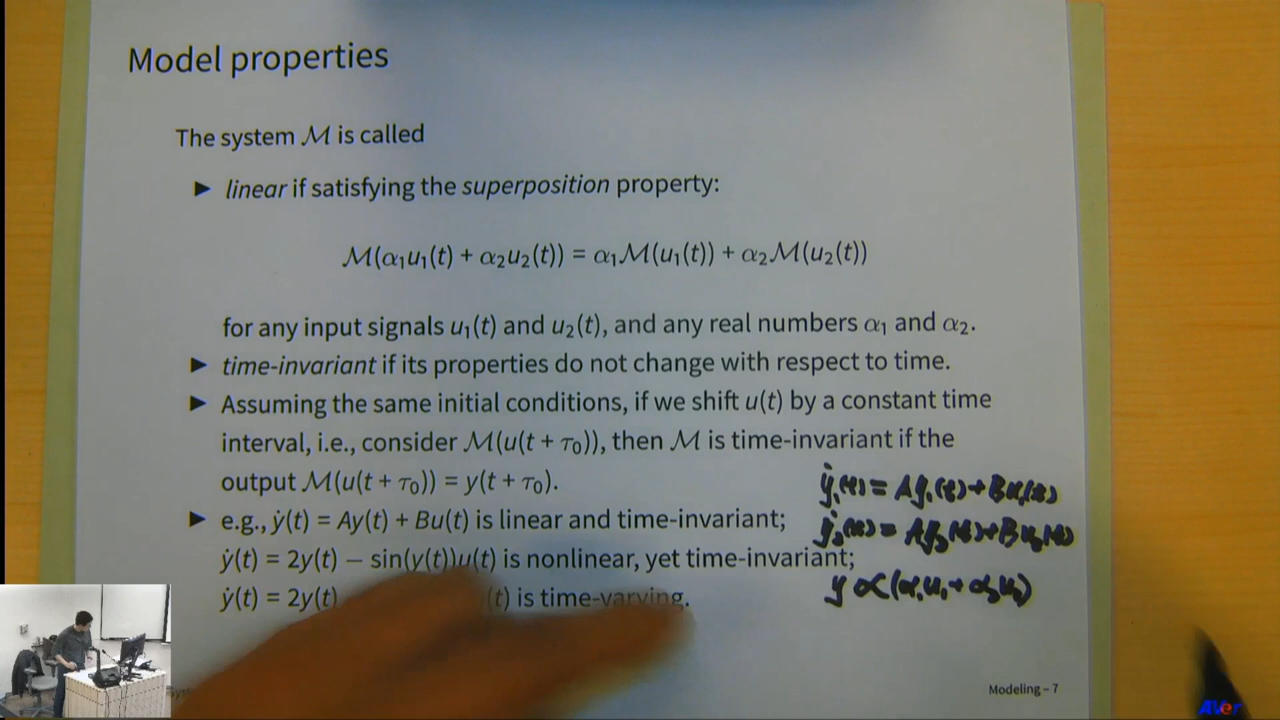 Model properties
The system M is called
► linear if satisfying the superposition property:
M(α₁u₁(t) + α₂u₂(t)) = α₁M(u₁(t)) + α₂M(u₂(t))
for any input signals u₁(t) and u₂(t), and any real numbers α₁ and α₂.
► time-invariant if its properties do not change with respect to time.
► Assuming the same initial conditions, if we shift u(t) by a constant time
interval, i.e., consider M(u(t + τ₀)), then M is time-invariant if the
output M(u(t + τ₀)) = y(t + τ₀).
► e.g., ẏ(t) = Ay(t) + Bu(t) is linear and time-invariant;
ẏ(t) = 2y(t) − sin(y(t))u(t) is nonlinear, yet time-invariant;
ẏ(t) = 2y(t) (t) is time-varying.
ẏ₁(t) = Ay₁(t) + Bu₁(t)
ẏ₂(t) = Ay₂(t) + Bu₂(t)
y ∝ (α₁u₁ + α₂u₂)
Modeling – 7
AVer